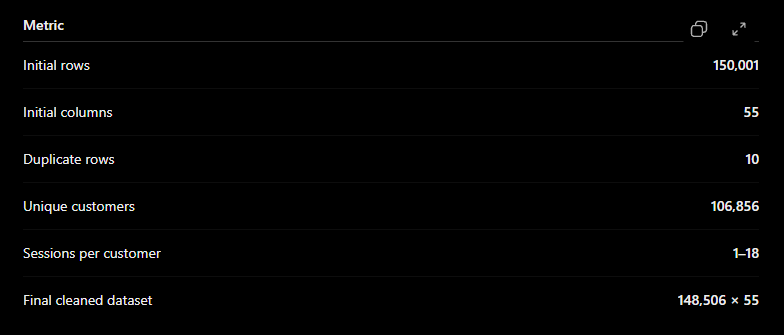 Metric
Initial rows 150,001
Initial columns 55
Duplicate rows 10
Unique customers 106,856
Sessions per customer 1–18
Final cleaned dataset 148,506 × 55